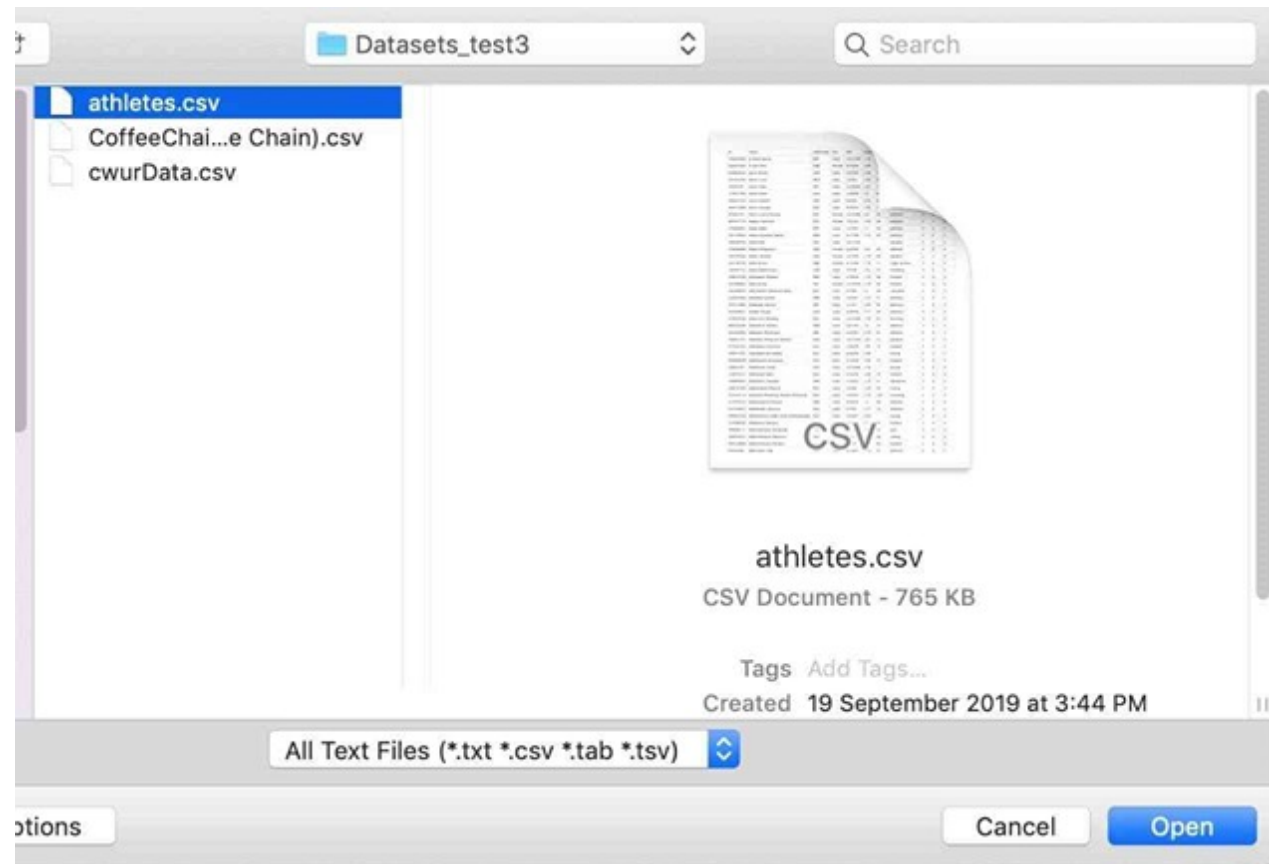 Datasets_test3
Search
athletes.csv
CoffeeChai...e Chain).csv
cwurData.csv
CSV
athletes.csv
CSV Document - 765 KB
Tags Add Tags...
Created 19 September 2019 at 3:44 PM
All Text Files (*.txt *.csv *.tab *.tsv)
ptions
Cancel
Open